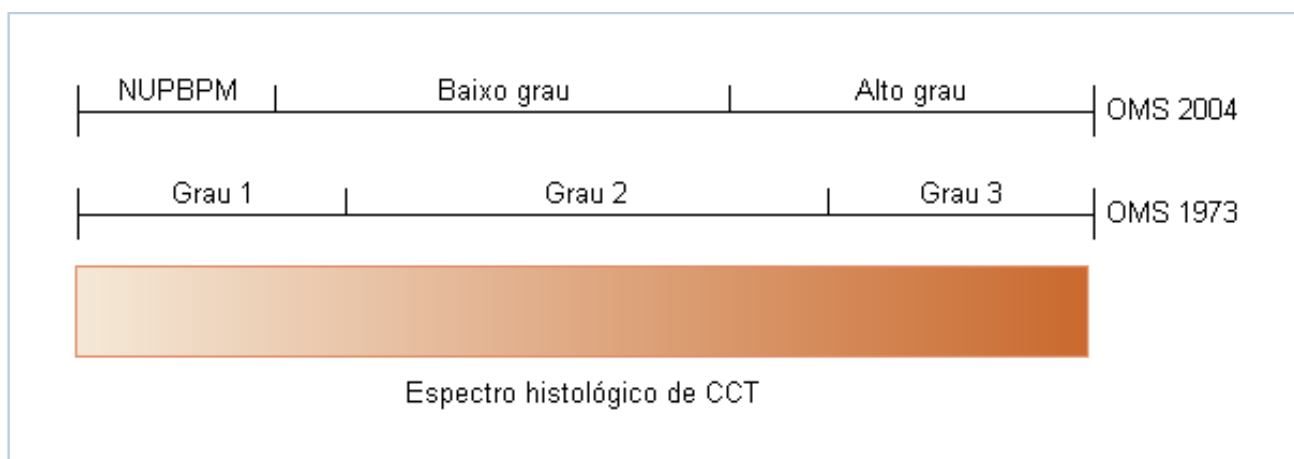 NUPBPM Baixo grau Alto grau OMS 2004
Grau 1 Grau 2 Grau 3 OMS 1973
Espectro histológico de CCT